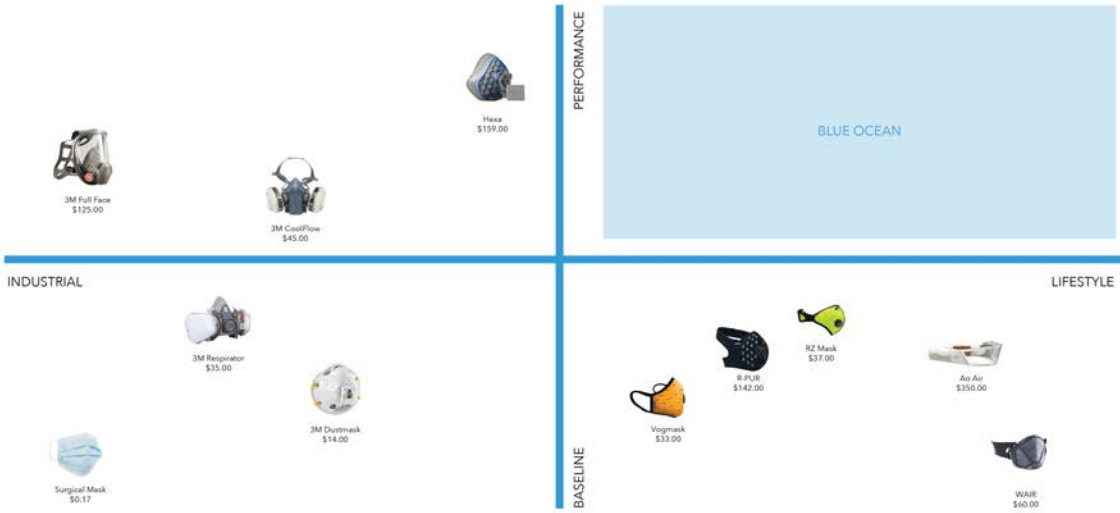 PERFORMANCE
BLUE OCEAN
Hexa
$159.00
3M Full Face
$125.00
3M CoolFlow
$45.00
INDUSTRIAL
LIFESTYLE
3M Respirator
$35.00
RZ Mask
$37.00
R-PUR
$142.00
Ao Air
$350.00
3M Dustmask
$14.00
Vogmask
$33.00
BASELINE
Surgical Mask
$0.17
WAIR
$60.00